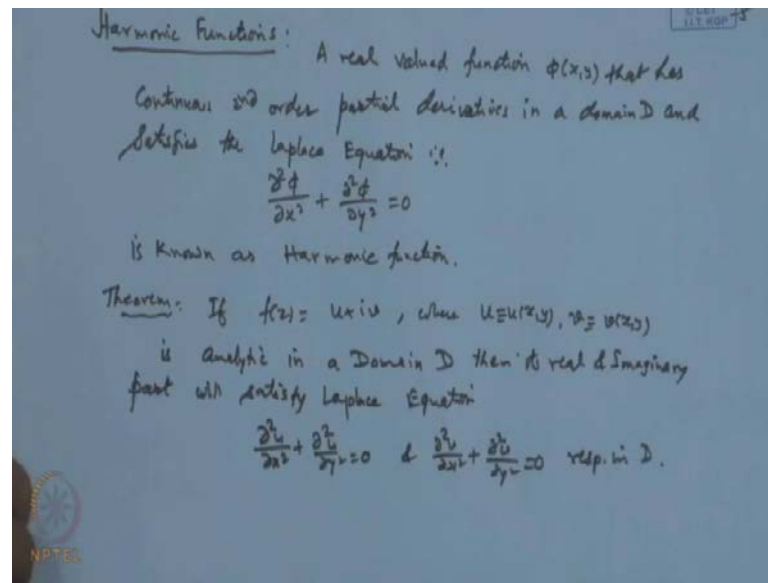 Harmonic Functions:
A real valued function φ(x,y) that has
Continuous 2nd order partial derivatives in a domain D and
Satisfies the Laplace Equation i.e.
∂²φ/∂x² + ∂²φ/∂y² = 0
is Known as Harmonic function.
Theorem: If f(z) = u+iv, where u≡u(x,y), v≡v(x,y)
is analytic in a Domain D then its real & Imaginary
part will satisfy Laplace Equation
∂²u/∂x² + ∂²u/∂y² = 0 & ∂²v/∂x² + ∂²v/∂y² = 0 resp. in D.
I.I.T. KGP
NPTEL